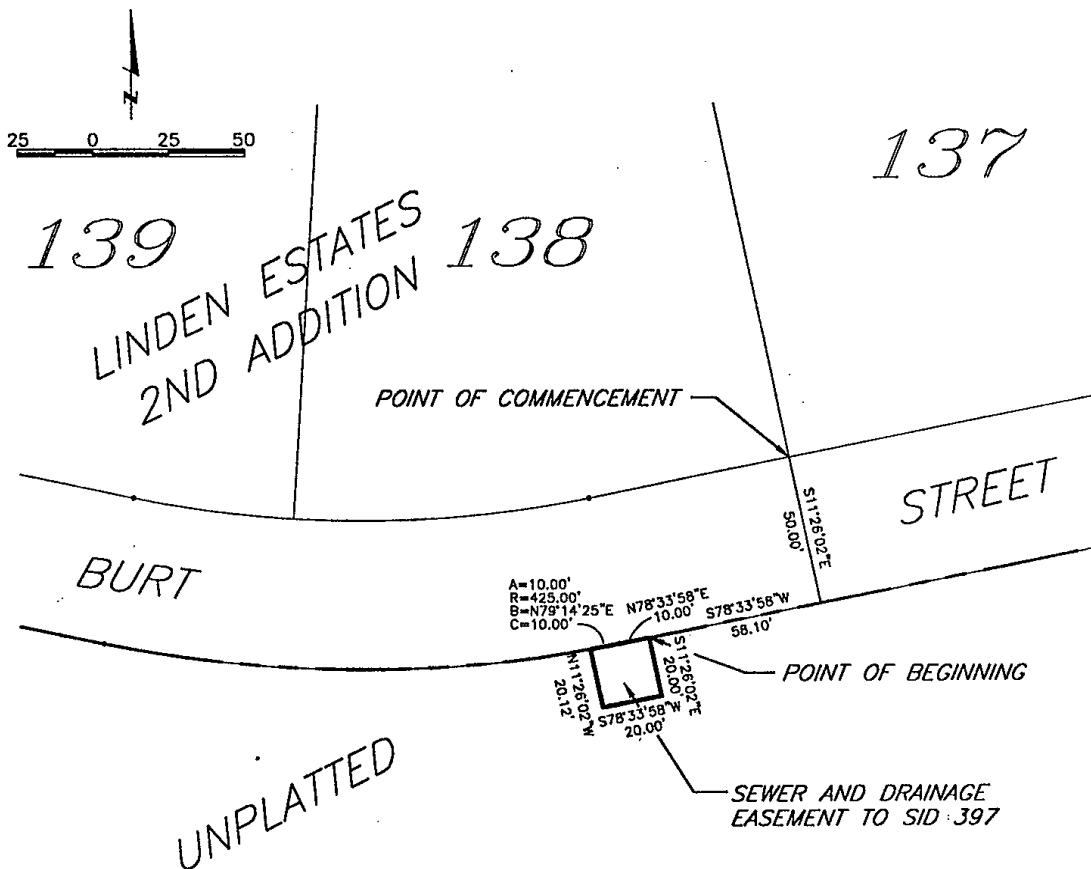 N
25 0 25 50
137
139
138
LINDEN ESTATES
2ND ADDITION
POINT OF COMMENCEMENT
S11°26'02"E
50.00'
STREET
BURT
A=10.00'
R=425.00'
B=N79°14'25"E
C=10.00'
N78°33'58"E
10.00'
S78°33'58"W
58.10'
POINT OF BEGINNING
S11°26'02"E
20.00'
N11°26'02"W
20.12'
S78°33'58"W
20.00'
SEWER AND DRAINAGE
EASEMENT TO SID 397
UNPLATTED